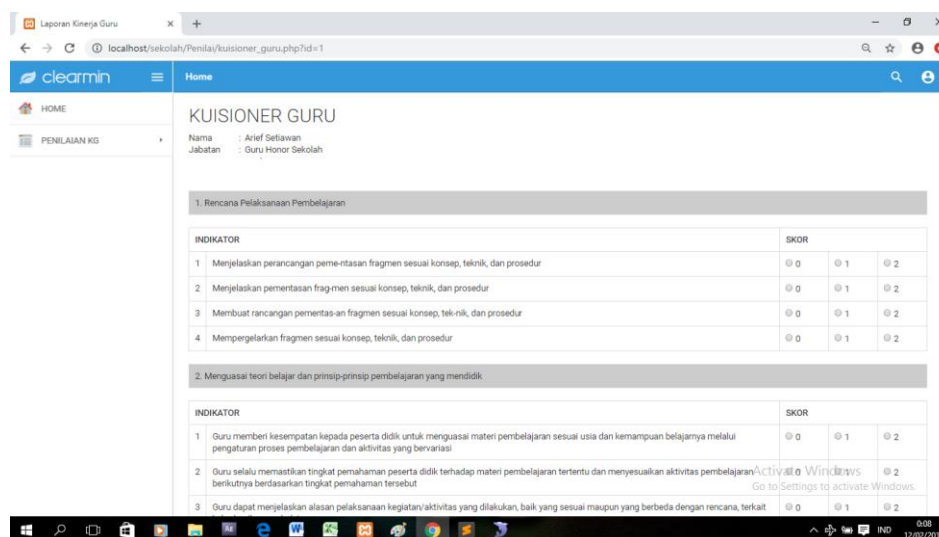 Laporan Kinerja Guru
localhost/sekolah/Penilai/kuisioner_guru.php?id=1
clearmin
Home
HOME
PENILAIAN KG
KUISIONER GURU
Nama : Arief Setiawan
Jabatan : Guru Honor Sekolah
1. Rencana Pelaksanaan Pembelajaran
INDIKATOR SKOR
1 Menjelaskan perancangan peme-ntasan fragmen sesuai konsep, teknik, dan prosedur 0 1 2
2 Menjelaskan pementasan frag-men sesuai konsep, teknik, dan prosedur 0 1 2
3 Membuat rancangan pementas-an fragmen sesuai konsep, tek-nik, dan prosedur 0 1 2
4 Mempergelarkan fragmen sesuai konsep, teknik, dan prosedur 0 1 2
2. Menguasai teori belajar dan prinsip-prinsip pembelajaran yang mendidik
INDIKATOR SKOR
1 Guru memberi kesempatan kepada peserta didik untuk menguasai materi pembelajaran sesuai usia dan kemampuan belajarnya melalui 0 1 2
pengaturan proses pembelajaran dan aktivitas yang bervariasi
2 Guru selalu memastikan tingkat pemahaman peserta didik terhadap materi pembelajaran tertentu dan menyesuaikan aktivitas pembelajaran 0 1 2
berikutnya berdasarkan tingkat pemahaman tersebut
Activate Windows
Go to Settings to activate Windows.
3 Guru dapat menjelaskan alasan pelaksanaan kegiatan/aktivitas yang dilakukan, baik yang sesuai maupun yang berbeda dengan rencana, terkait 0 1 2
IND
0:08
12/02/201